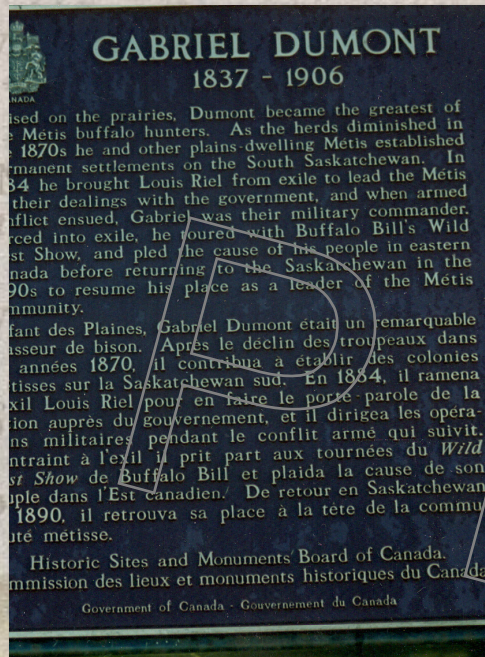 GABRIEL DUMONT
1837 - 1906
ANADA
ised on the prairies, Dumont became the greatest of
e Métis buffalo hunters. As the herds diminished in
e 1870s he and other plains-dwelling Métis established
rmanent settlements on the South Saskatchewan. In
84 he brought Louis Riel from exile to lead the Métis
their dealings with the government, and when armed
nflict ensued, Gabriel was their military commander.
rced into exile, he toured with Buffalo Bill's Wild
st Show, and pled the cause of his people in eastern
nada before returning to the Saskatchewan in the
90s to resume his place as a leader of the Métis
mmunity.
fant des Plaines, Gabriel Dumont était un remarquable
asseur de bison. Après le déclin des troupeaux dans
années 1870, il contribua à établir des colonies
tisses sur la Saskatchewan sud. En 1884, il ramena
xil Louis Riel pour en faire le porte-parole de la
tion auprès du gouvernement, et il dirigea les opéra-
ns militaires pendant le conflit armé qui suivit.
ntraint à l'exil il prit part aux tournées du Wild
st Show de Buffalo Bill et plaida la cause de son
uple dans l'Est canadien. De retour en Saskatchewan
1890, il retrouva sa place à la tète de la commu
uté métisse.
Historic Sites and Monuments Board of Canada.
mmission des lieux et monuments historiques du Canada
Government of Canada - Gouvernement du Canada
P